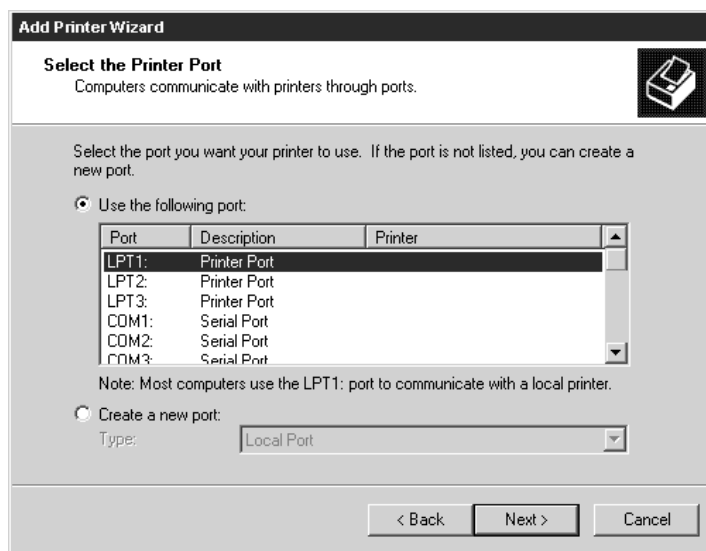 Add Printer Wizard
Select the Printer Port
Computers communicate with printers through ports.
Select the port you want your printer to use. If the port is not listed, you can create a
new port.
Use the following port:
Port Description Printer
LPT1: Printer Port
LPT2: Printer Port
LPT3: Printer Port
COM1: Serial Port
COM2: Serial Port
COM3: Serial Port
Note: Most computers use the LPT1: port to communicate with a local printer.
Create a new port:
Type: Local Port
< Back Next > Cancel